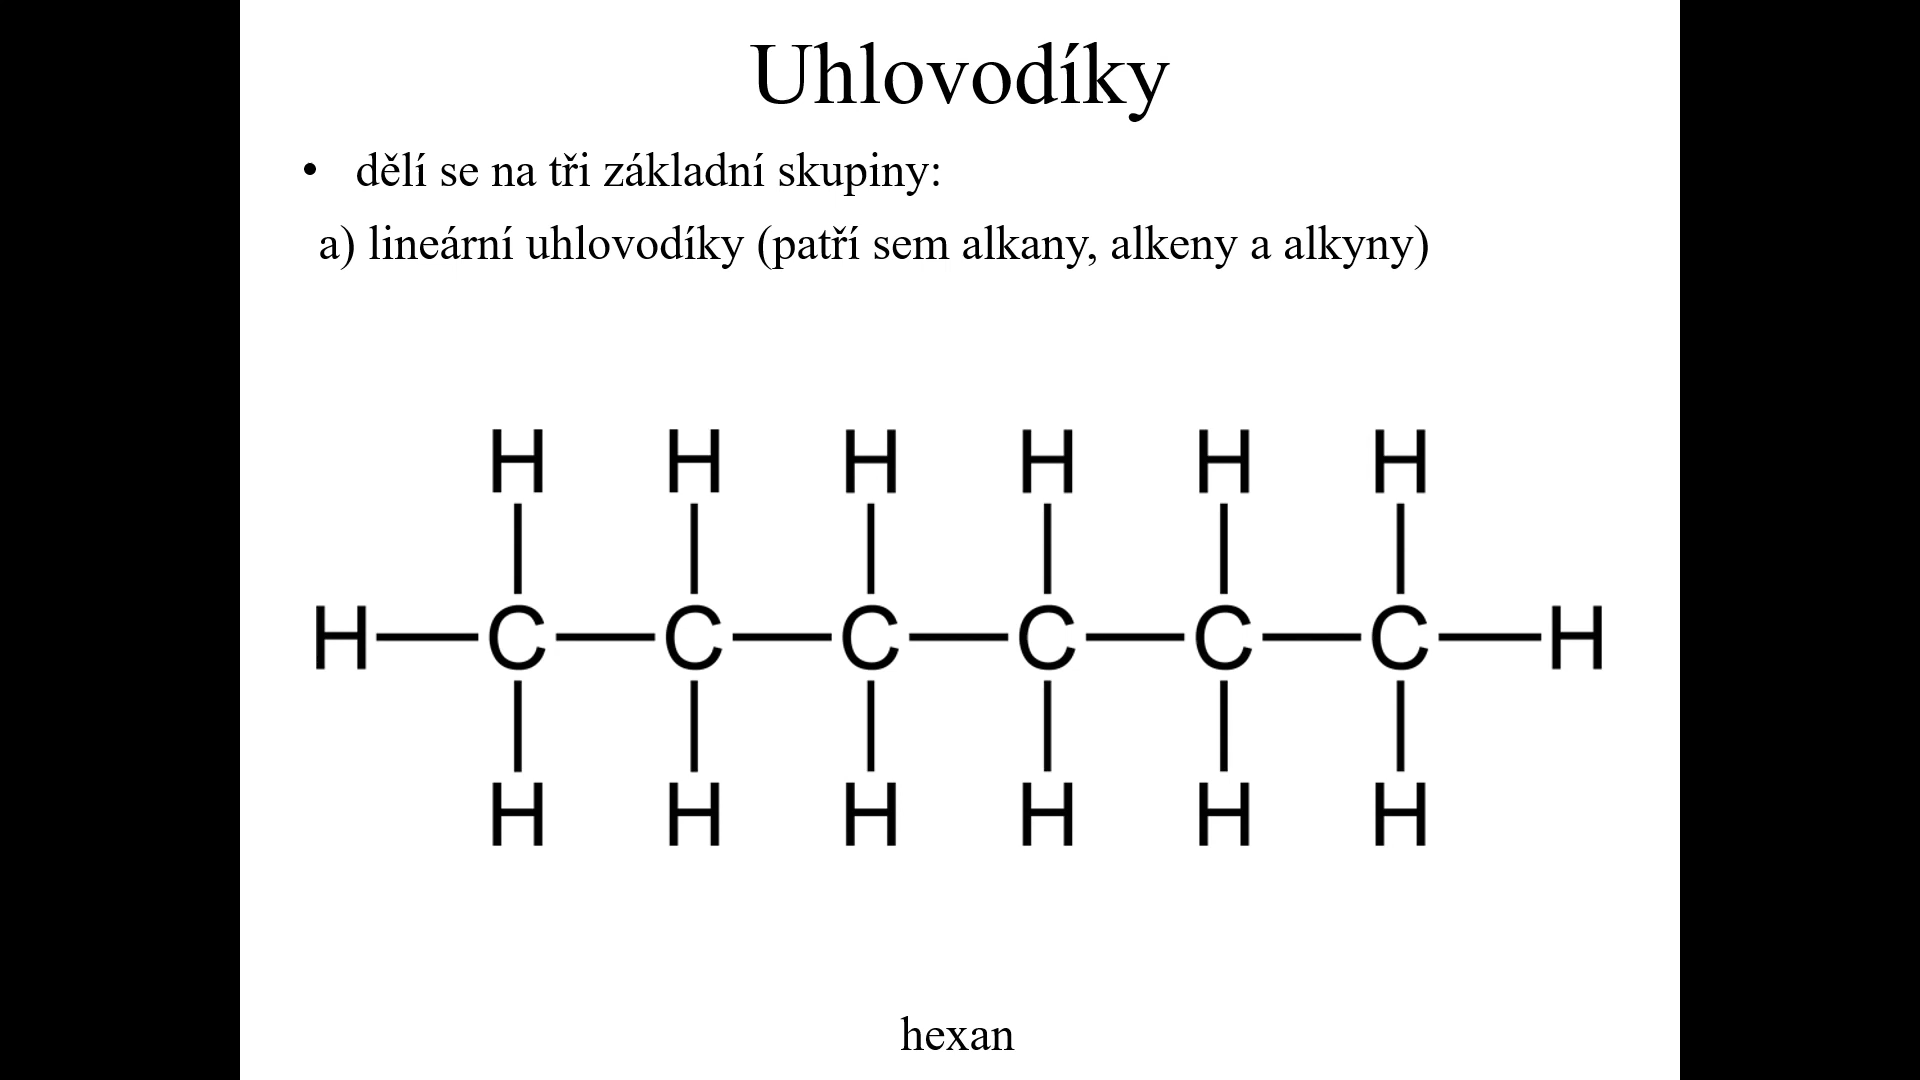 Uhlovodíky
• dělí se na tři základní skupiny:
a) lineární uhlovodíky (patří sem alkany, alkeny a alkyny)
H H H H H H
H C C C C C C H
H H H H H H
hexan